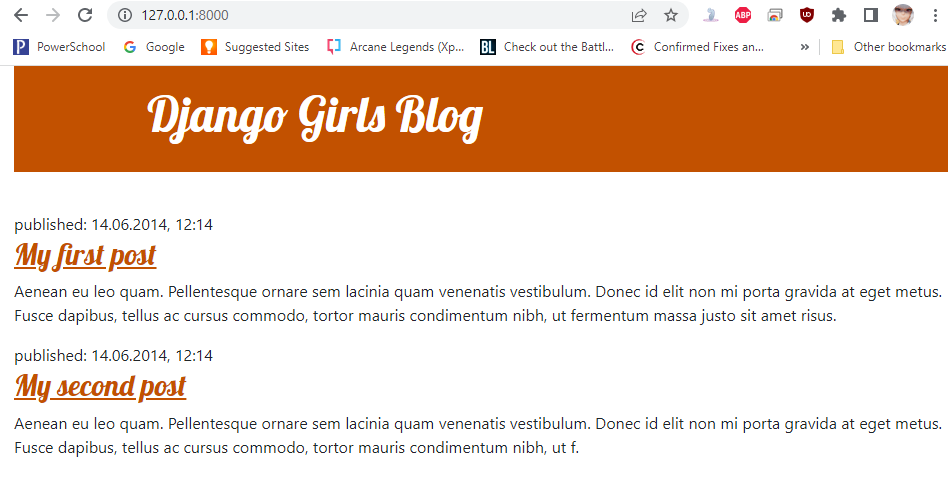 127.0.0.1:8000
PowerSchool Google Suggested Sites Arcane Legends (Xp... Check out the Battl... Confirmed Fixes an... » Other bookmarks
Django Girls Blog
published: 14.06.2014, 12:14
My first post
Aenean eu leo quam. Pellentesque ornare sem lacinia quam venenatis vestibulum. Donec id elit non mi porta gravida at eget metus.
Fusce dapibus, tellus ac cursus commodo, tortor mauris condimentum nibh, ut fermentum massa justo sit amet risus.
published: 14.06.2014, 12:14
My second post
Aenean eu leo quam. Pellentesque ornare sem lacinia quam venenatis vestibulum. Donec id elit non mi porta gravida at eget metus.
Fusce dapibus, tellus ac cursus commodo, tortor mauris condimentum nibh, ut f.